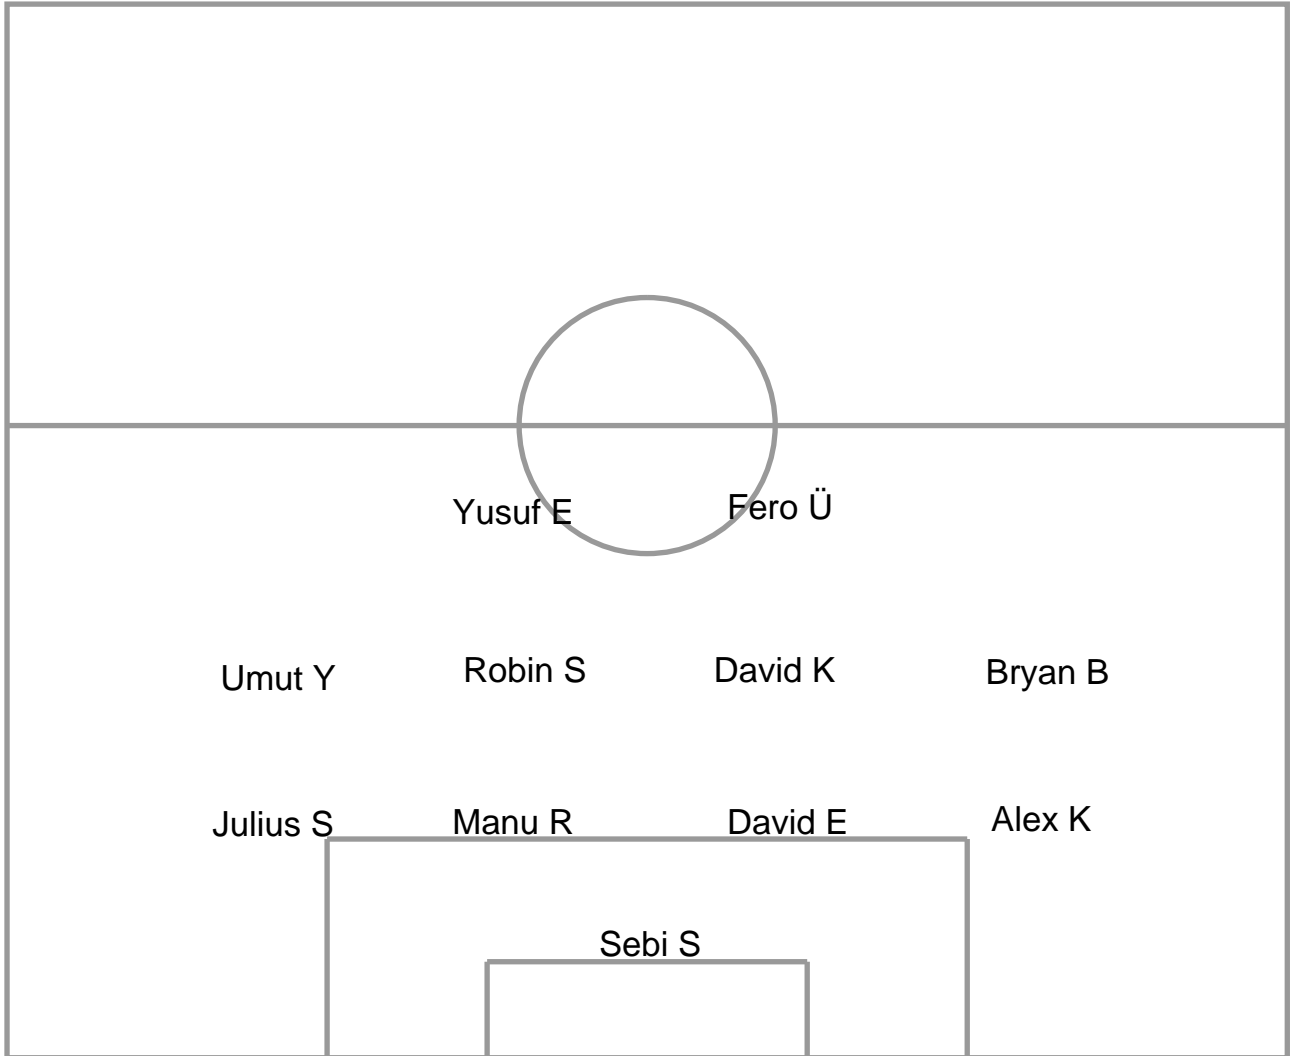 Yusuf E Fero Ü
Umut Y Robin S David K Bryan B
Julius S Manu R David E Alex K
Sebi S